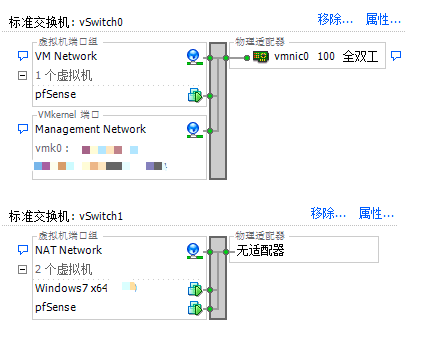 标准交换机: vSwitch0 移除... 属性...
虚拟机端口组 物理适配器
VM Network vmnic0 100 全双工
1 个虚拟机
pfSense
VMkernel 端口
Management Network
vmk0 :
标准交换机: vSwitch1 移除... 属性...
虚拟机端口组 物理适配器
NAT Network 无适配器
2 个虚拟机
Windows7 x64
pfSense